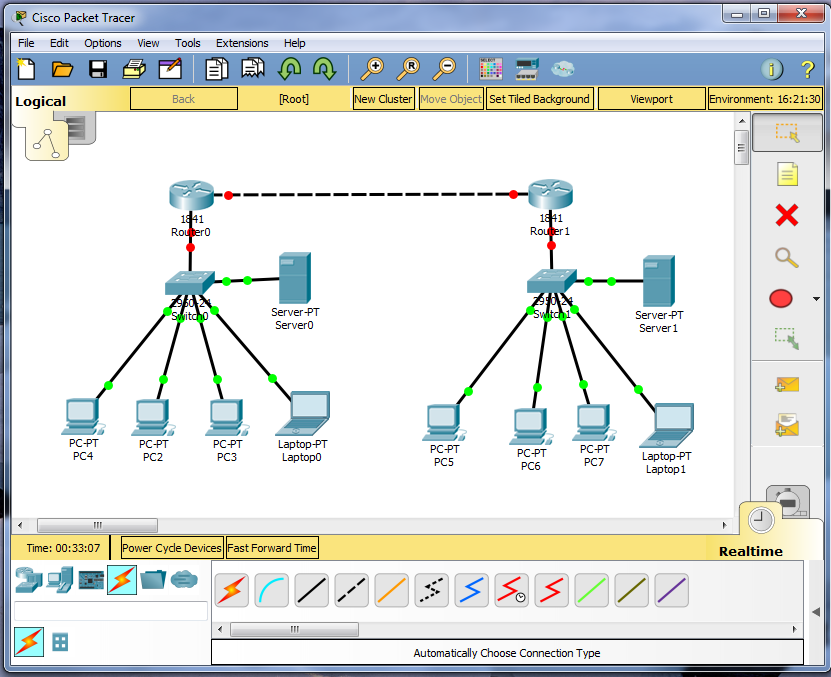 Cisco Packet Tracer
File Edit Options View Tools Extensions Help
Logical
Back
[Root]
New Cluster
Move Object
Set Tiled Background
Viewport
Environment: 16:21:30
1841
Router0
1841
Router1
2950-24
Switch0
Server-PT
Server0
2950-24
Switch1
Server-PT
Server1
PC-PT
PC4
PC-PT
PC2
PC-PT
PC3
Laptop-PT
Laptop0
PC-PT
PC5
PC-PT
PC6
PC-PT
PC7
Laptop-PT
Laptop1
Time: 00:33:07
Power Cycle Devices
Fast Forward Time
Realtime
Automatically Choose Connection Type